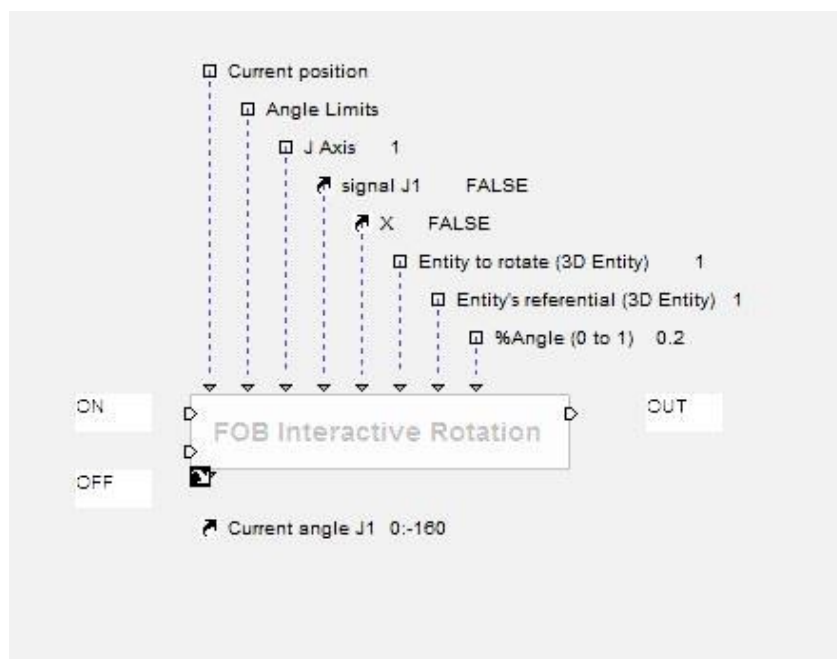 Current position
Angle Limits
J Axis 1
signal J1 FALSE
X FALSE
Entity to rotate (3D Entity) 1
Entity's referential (3D Entity) 1
%Angle (0 to 1) 0.2
ON
FOB Interactive Rotation
OUT
OFF
Current angle J1 0:-160